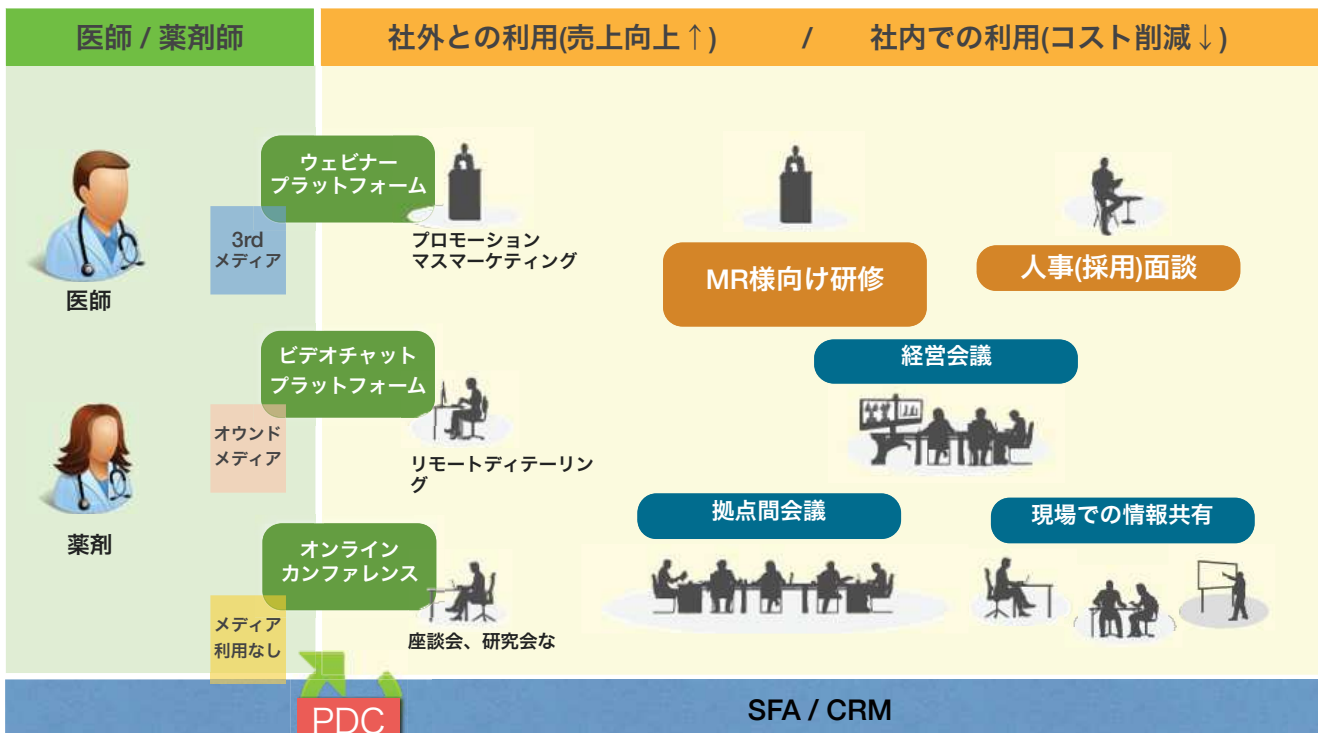 医師 / 薬剤師
社外との利用(売上向上↑) / 社内での利用(コスト削減↓)
ウェビナー
プラットフォーム
3rd
メディア
医師
プロモーション
マスマーケティング
MR様向け研修
人事(採用)面談
ビデオチャット
プラットフォーム
経営会議
オウンド
メディア
リモートディテーリン
グ
薬剤
拠点間会議
現場での情報共有
オンライン
カンファレンス
メディア
利用なし
座談会、研究会な
PDC
SFA / CRM